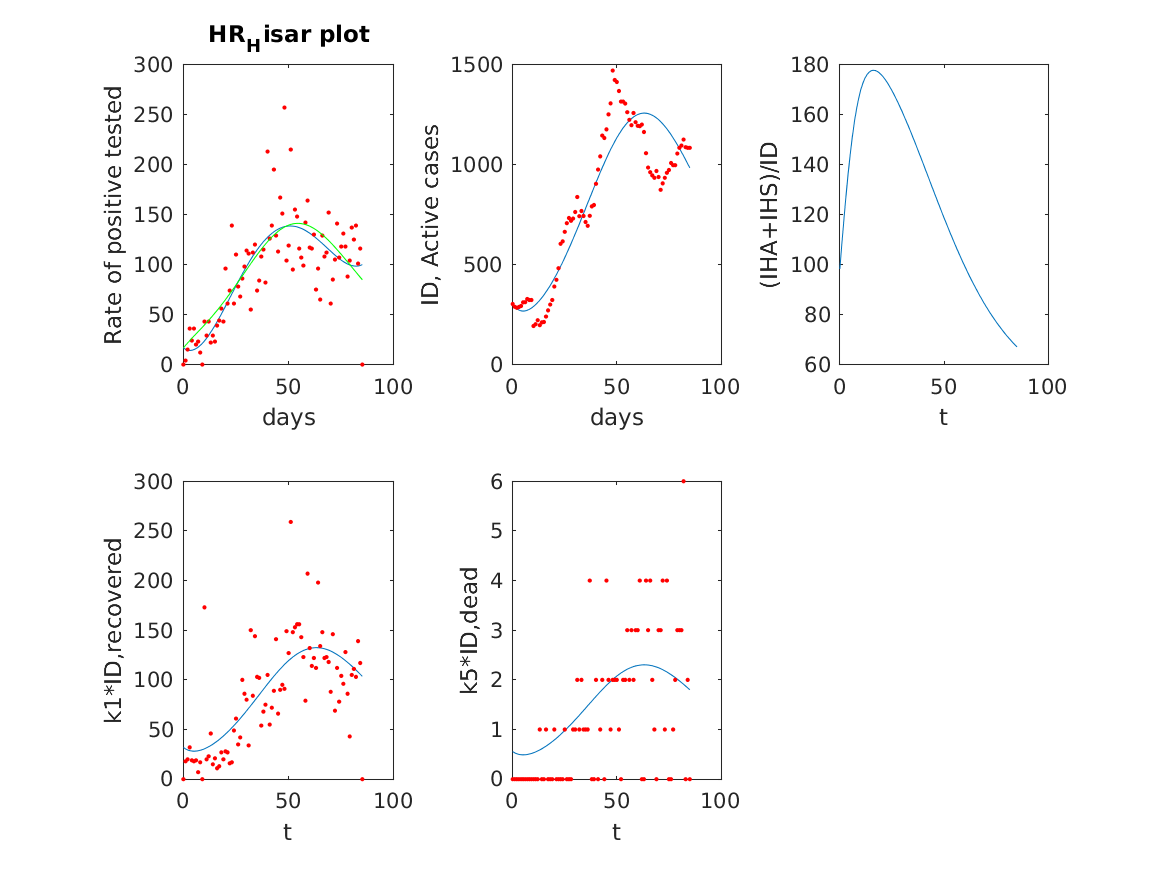 HR_Hisar plot
300
250
200
150
100
50
0
Rate of positive tested
0 50 100
days
1500
1000
500
0
ID, Active cases
0 50 100
days
180
160
140
120
100
80
60
(IHA+IHS)/ID
0 50 100
t
300
250
200
150
100
50
0
k1*ID,recovered
0 50 100
t
6
5
4
3
2
1
0
k5*ID,dead
0 50 100
t